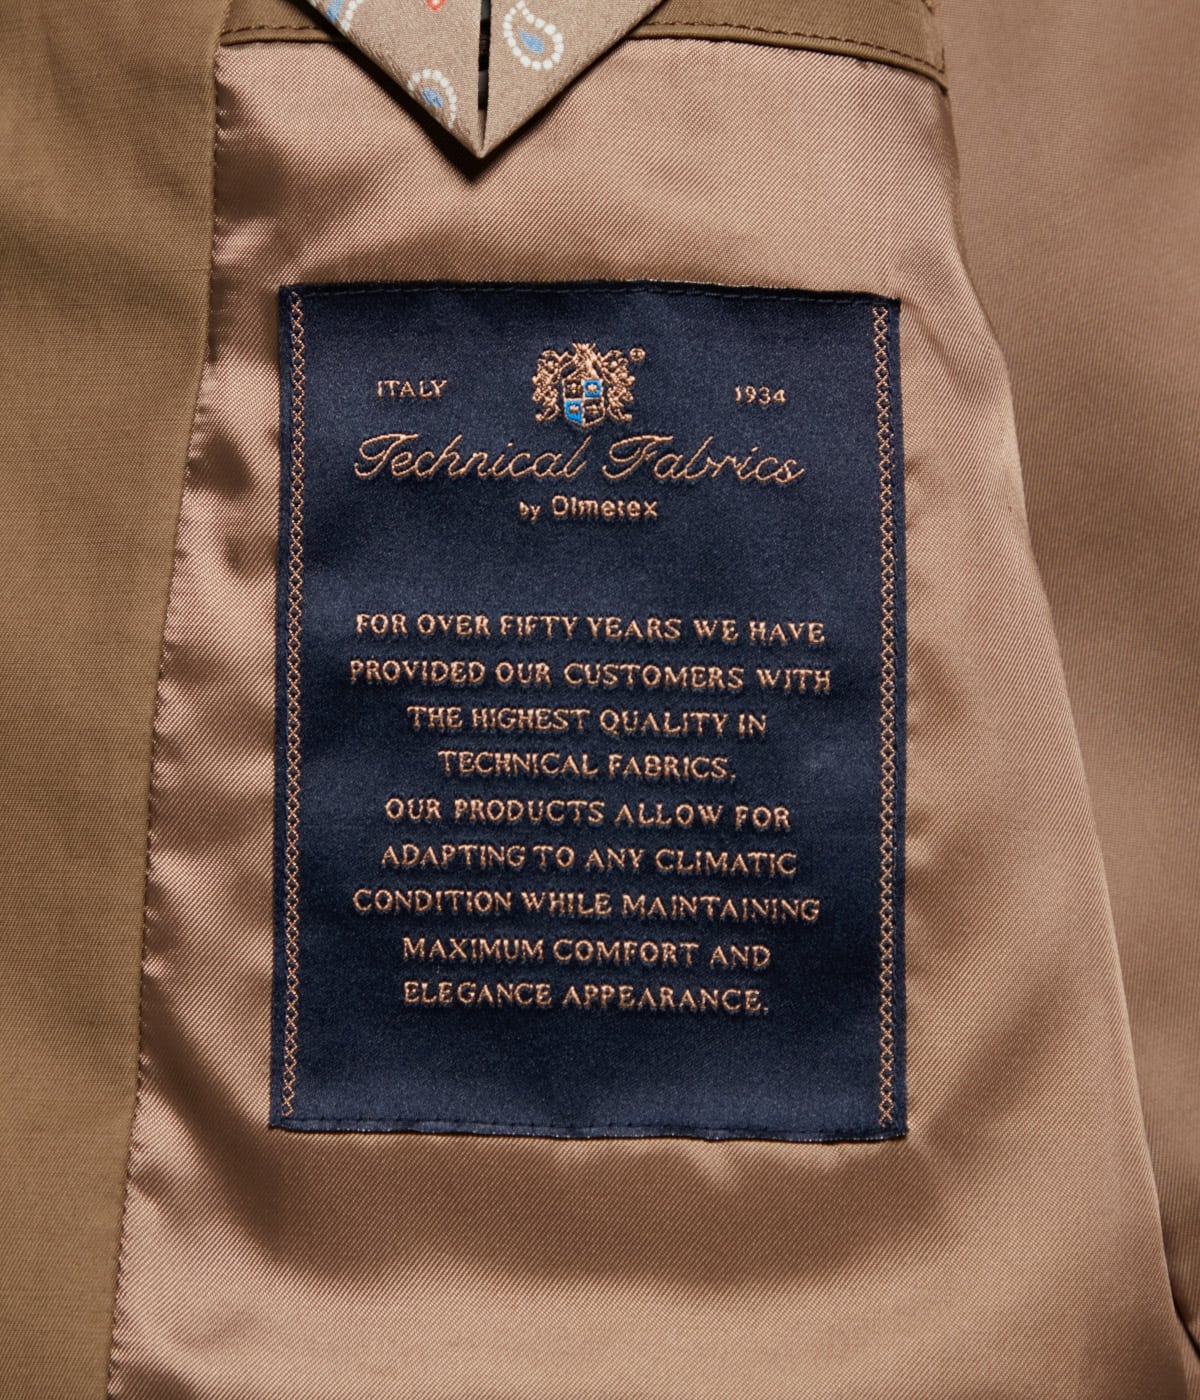 ITALY 1934
Technical Fabrics
by Olmetex
FOR OVER FIFTY YEARS WE HAVE
PROVIDED OUR CUSTOMERS WITH
THE HIGHEST QUALITY IN
TECHNICAL FABRICS.
OUR PRODUCTS ALLOW FOR
ADAPTING TO ANY CLIMATIC
CONDITION WHILE MAINTAINING
MAXIMUM COMFORT AND
ELEGANCE APPEARANCE.